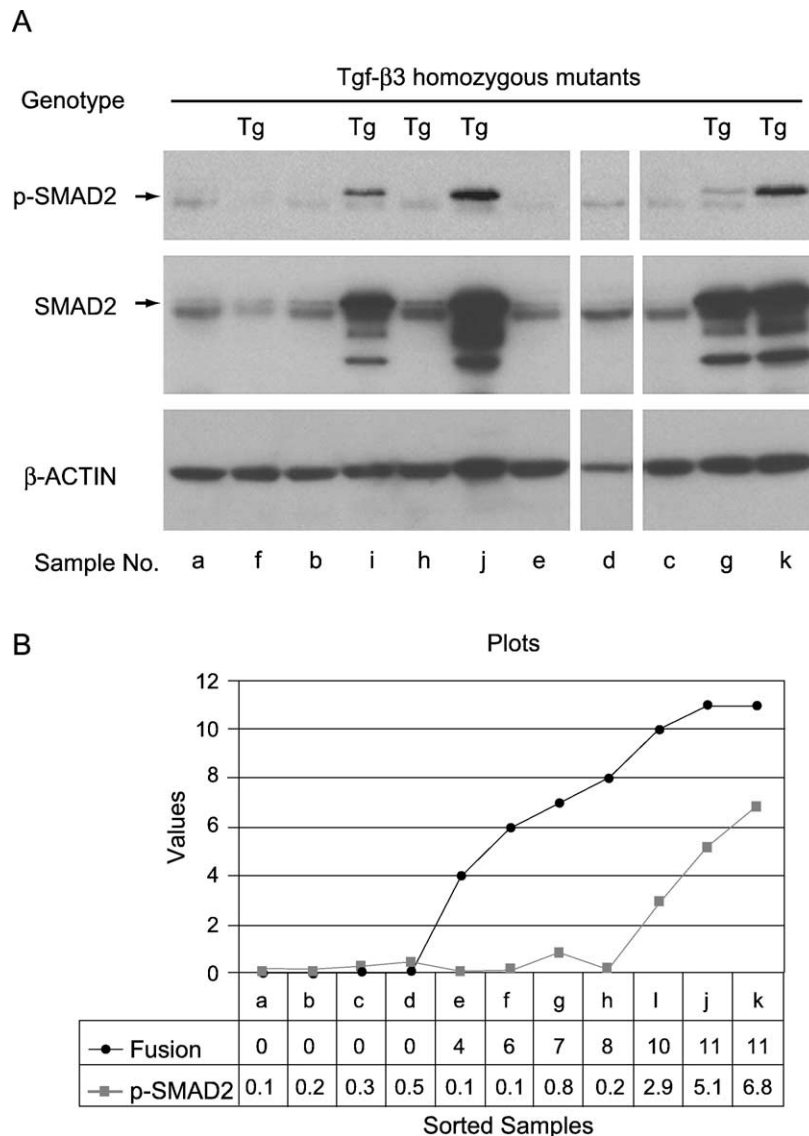 A
Tgf-β3 homozygous mutants
Genotype
Tg Tg Tg Tg Tg Tg
p-SMAD2
SMAD2
β-ACTIN
Sample No. a f b i h j e d c g k
B
Plots
12
10
8
6
4
2
0
Values
a b c d e f g h l j k
Fusion 0 0 0 0 4 6 7 8 10 11 11
p-SMAD2 0.1 0.2 0.3 0.5 0.1 0.1 0.8 0.2 2.9 5.1 6.8
Sorted Samples